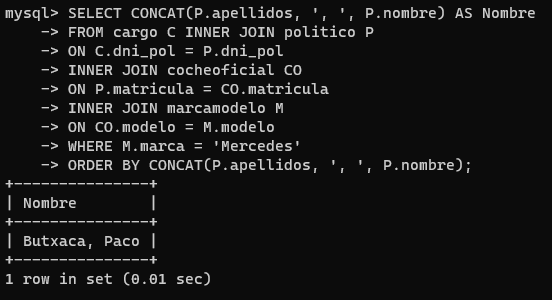 mysql> SELECT CONCAT(P.apellidos, ', ', P.nombre) AS Nombre
    -> FROM cargo C INNER JOIN politico P
    -> ON C.dni_pol = P.dni_pol
    -> INNER JOIN cocheoficial CO
    -> ON P.matricula = CO.matricula
    -> INNER JOIN marcamodelo M
    -> ON CO.modelo = M.modelo
    -> WHERE M.marca = 'Mercedes'
    -> ORDER BY CONCAT(P.apellidos, ', ', P.nombre);
+---------------+
| Nombre        |
+---------------+
| Butxaca, Paco |
+---------------+
1 row in set (0.01 sec)